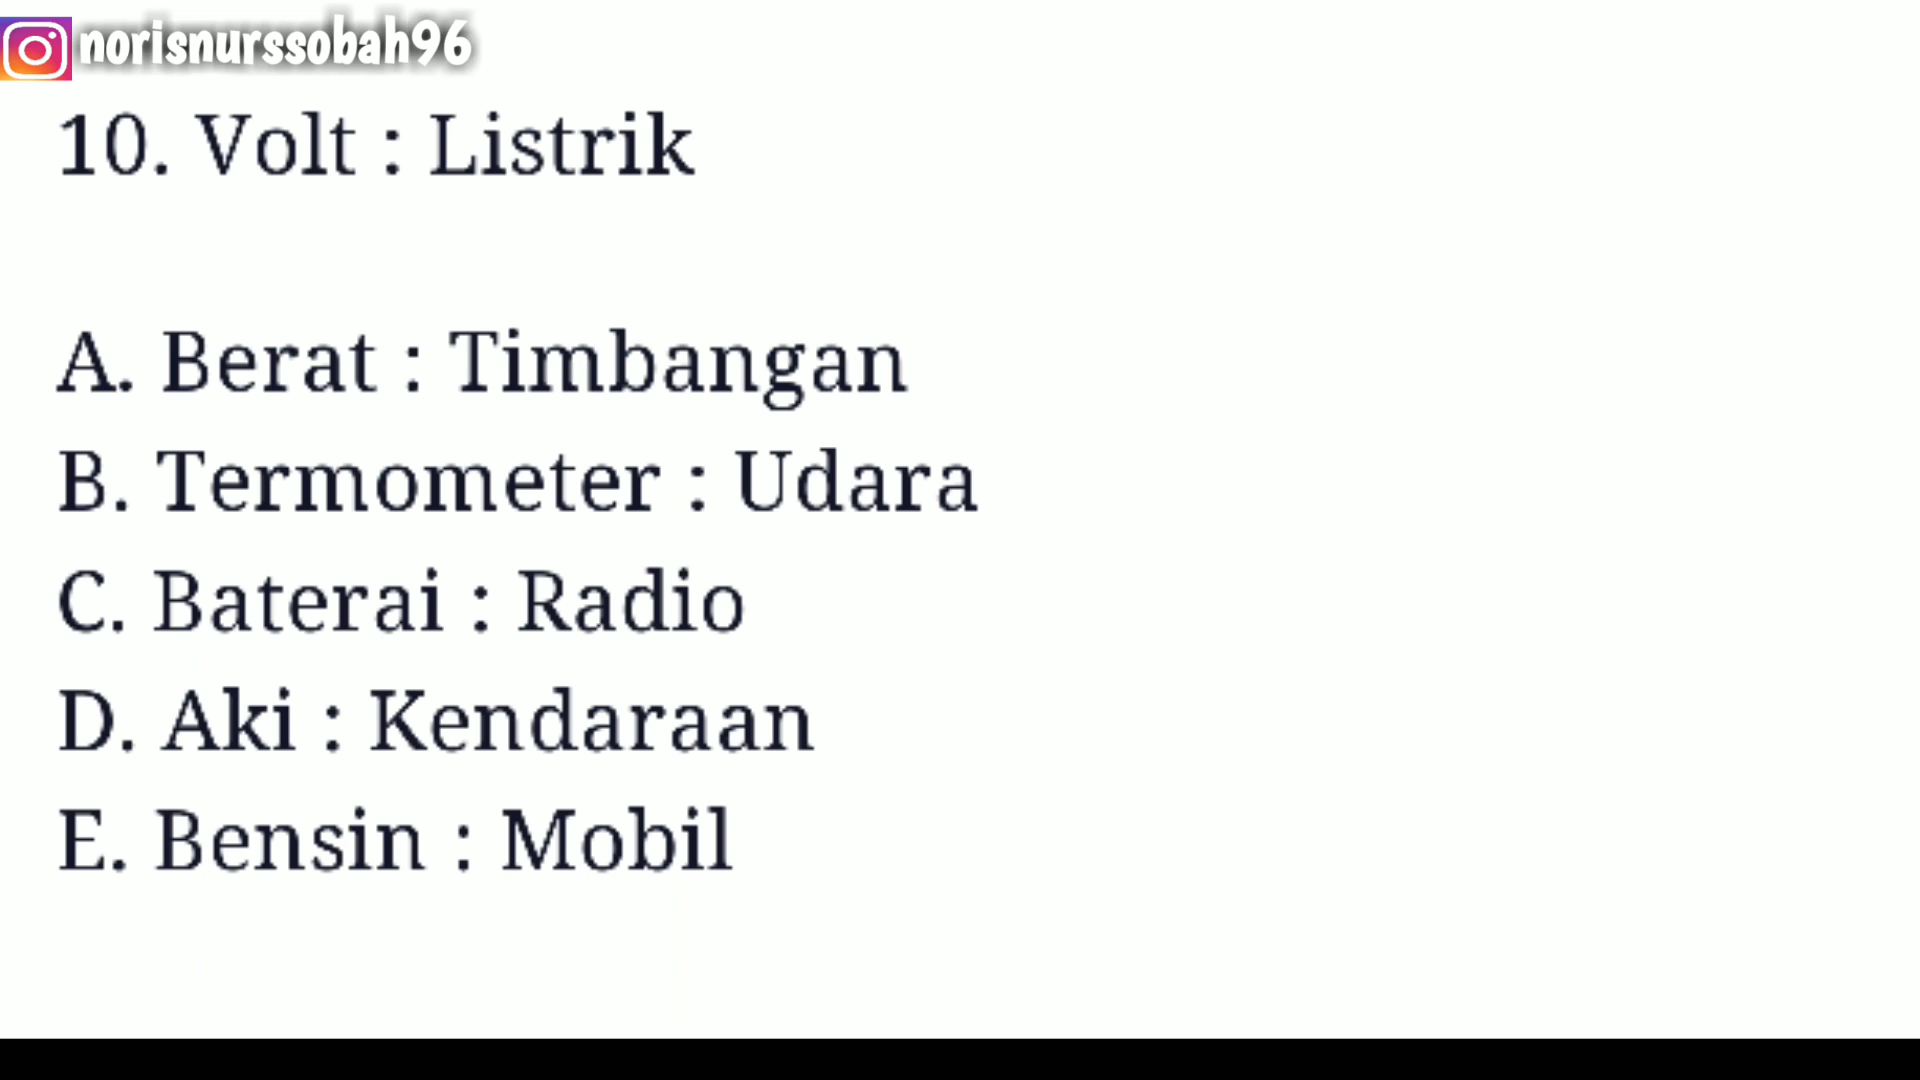 norisnurssobah96
10. Volt : Listrik
A. Berat : Timbangan
B. Termometer : Udara
C. Baterai : Radio
D. Aki : Kendaraan
E. Bensin : Mobil